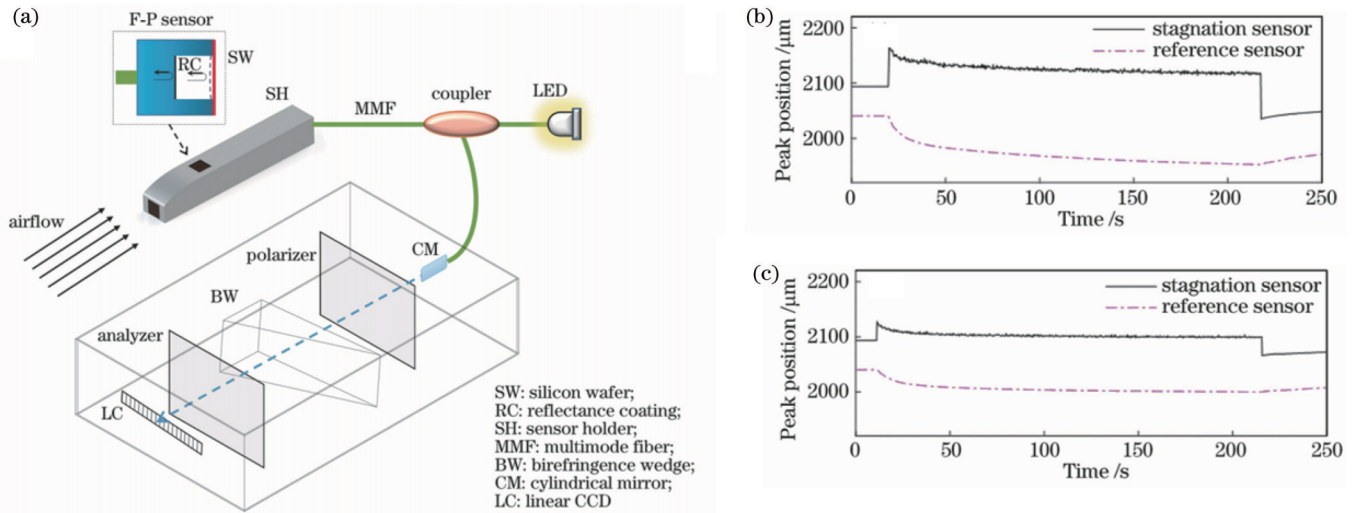 (a)
F-P sensor
RC
SW
SH
MMF
coupler
LED
airflow
CM
polarizer
BW
analyzer
LC
SW: silicon wafer;
RC: reflectance coating;
SH: sensor holder;
MMF: multimode fiber;
BW: birefringence wedge;
CM: cylindrical mirror;
LC: linear CCD
(b)
Peak position /μm
2200
2100
2000
stagnation sensor
reference sensor
0 50 100 150 200 250
Time /s
(c)
Peak position /μm
2200
2100
2000
stagnation sensor
reference sensor
0 50 100 150 200 250
Time /s